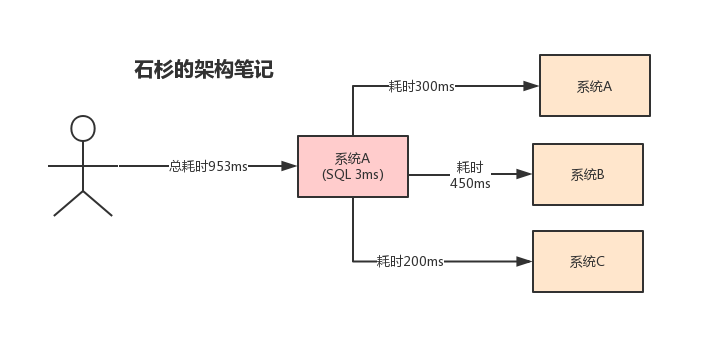 石杉的架构笔记
耗时300ms
系统A
总耗时953ms
系统A
(SQL 3ms)
耗时
450ms
系统B
耗时200ms
系统C